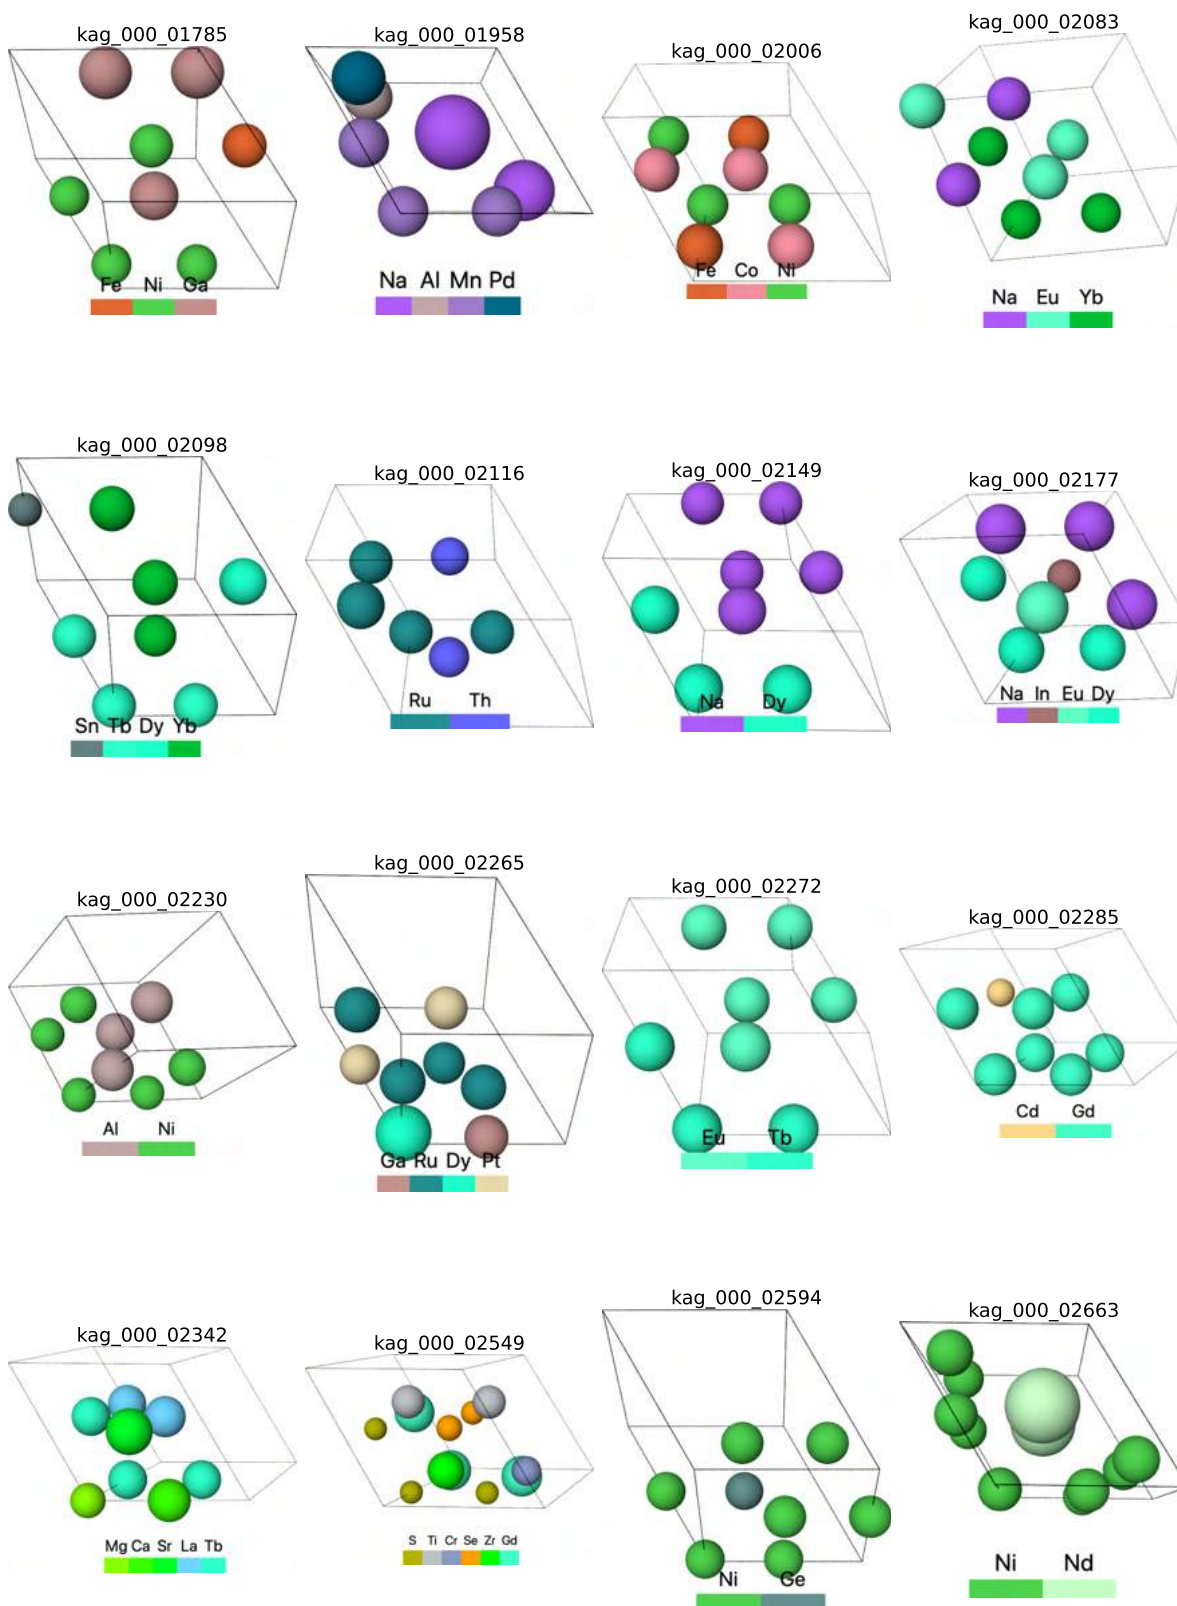 kag_000_01785
Fe Ni Ga
kag_000_01958
Na Al Mn Pd
kag_000_02006
Fe Co Ni
kag_000_02083
Na Eu Yb
kag_000_02098
Sn Tb Dy Yb
kag_000_02116
Ru Th
kag_000_02149
Na Dy
kag_000_02177
Na In Eu Dy
kag_000_02230
Al Ni
kag_000_02265
Ga Ru Dy Pt
kag_000_02272
Eu Tb
kag_000_02285
Cd Gd
kag_000_02342
Mg Ca Sr La Tb
kag_000_02549
S Ti Cr Se Zr Gd
kag_000_02594
Ni Ge
kag_000_02663
Ni Nd